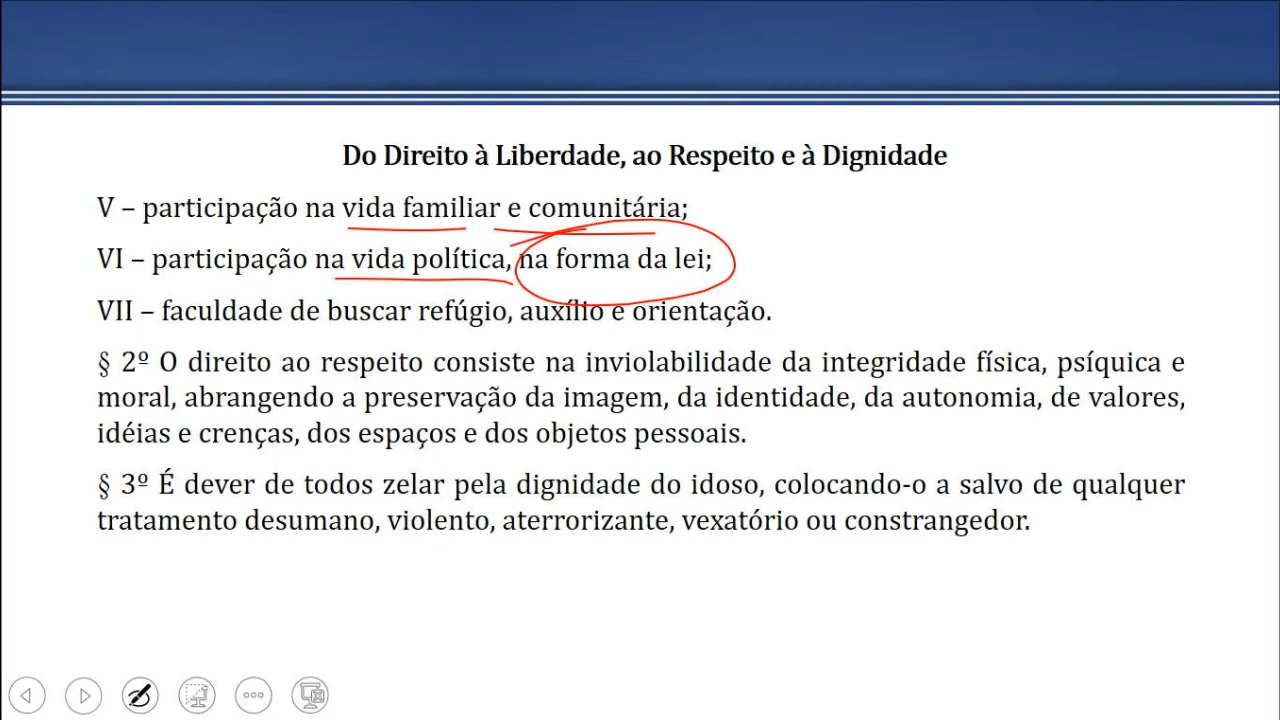 Do Direito à Liberdade, ao Respeito e à Dignidade
V – participação na vida familiar e comunitária;
VI – participação na vida política, na forma da lei;
VII – faculdade de buscar refúgio, auxílio e orientação.
§ 2º O direito ao respeito consiste na inviolabilidade da integridade física, psíquica e
moral, abrangendo a preservação da imagem, da identidade, da autonomia, de valores,
idéias e crenças, dos espaços e dos objetos pessoais.
§ 3º É dever de todos zelar pela dignidade do idoso, colocando-o a salvo de qualquer
tratamento desumano, violento, aterrorizante, vexatório ou constrangedor.